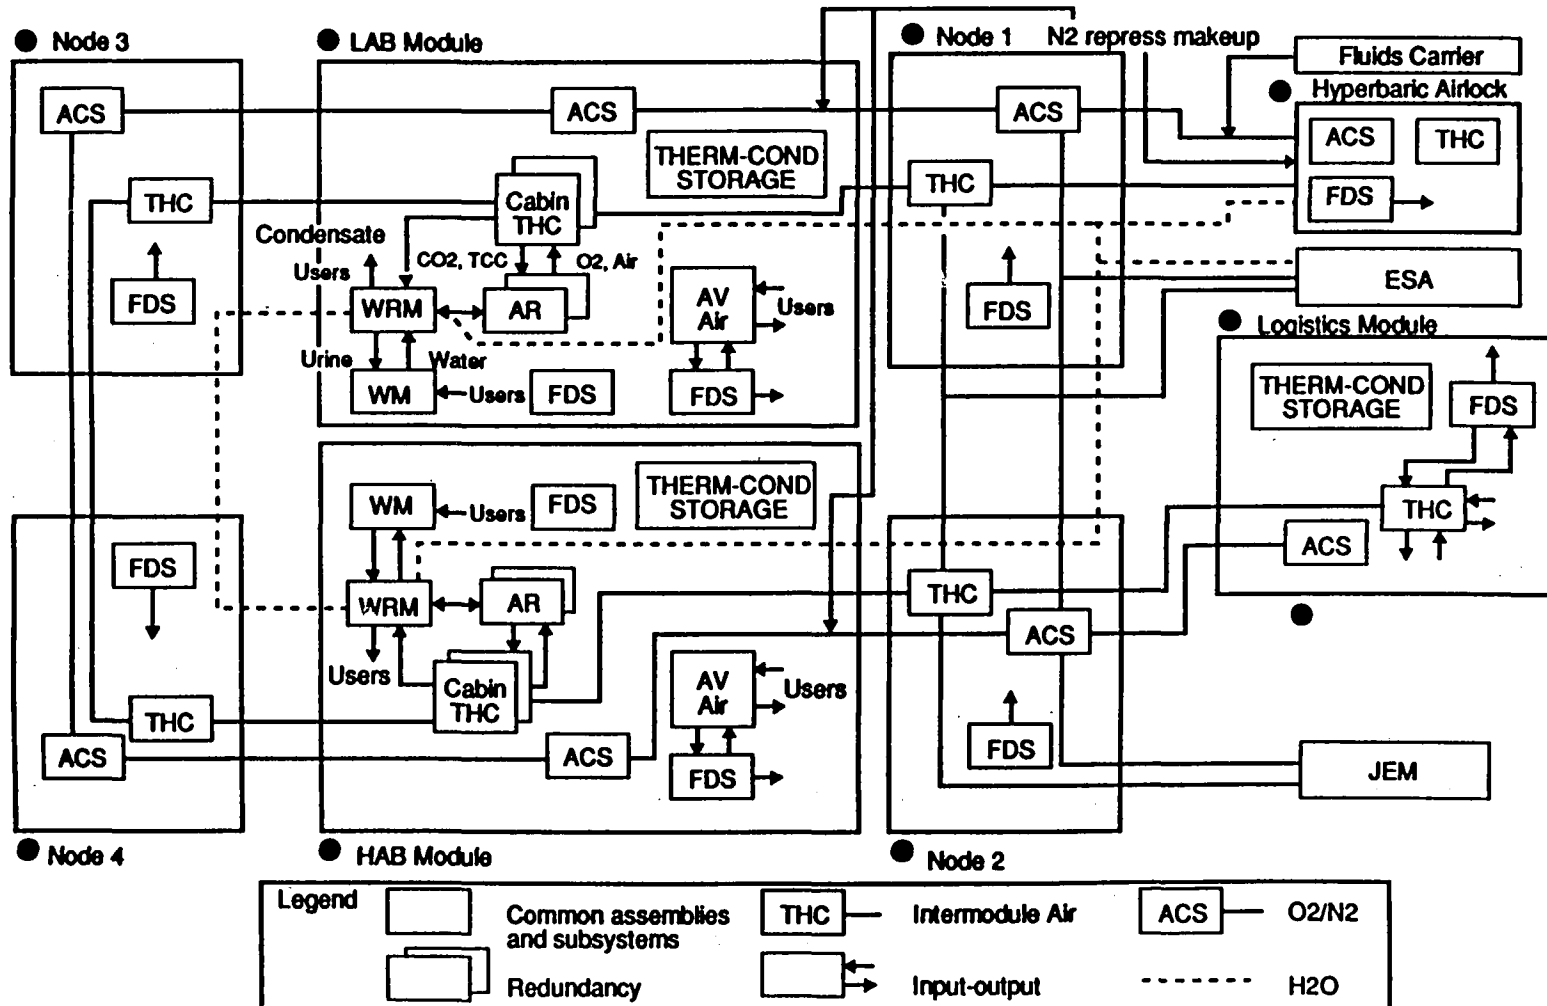 Node 3
LAB Module
Node 1
N2 repress makeup
Fluids Carrier
Hyperbaric Airlock
ACS
ACS
ACS
ACS
THC
FDS
THERM-COND
STORAGE
THC
Cabin
THC
THC
Condensate
Users
CO2, TCC
O2, Air
FDS
WRM
AR
AV
Air
Users
FDS
ESA
Urine
Water
WM
Users
FDS
FDS
Logistics Module
THERM-COND
STORAGE
FDS
THC
ACS
WM
Users
FDS
THERM-COND
STORAGE
FDS
WRM
AR
Users
Cabin
THC
AV
Air
Users
FDS
THC
ACS
ACS
THC
ACS
FDS
JEM
Node 4
HAB Module
Node 2
Legend
Common assemblies
and subsystems
THC
Intermodule Air
ACS
O2/N2
Redundancy
Input-output
H2O